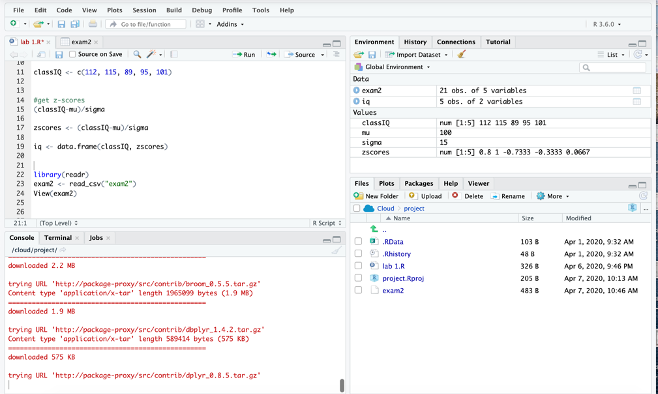 File Edit Code View Plots Session Build Debug Profile Tools Help
Go to file/function Addins R 3.6.0
lab 1.R* × exam2 ×
Source on Save Run Source
10
11 classIQ <- c(112, 115, 89, 95, 101)
12
13
14 #get z-scores
15 (classIQ-mu)/sigma
16
17 zscores <- (classIQ-mu)/sigma
18
19 iq <- data.frame(classIQ, zscores)
20
21
22 library(readr)
23 exam2 <- read_csv("exam2")
24 View(exam2)
25
26
21:1 (Top Level) R Script
Console Terminal × Jobs ×
/cloud/project/
downloaded 2.2 MB
trying URL 'http://package-proxy/src/contrib/broom_0.5.5.tar.gz'
Content type 'application/x-tar' length 1965099 bytes (1.9 MB)
==================================================
downloaded 1.9 MB
trying URL 'http://package-proxy/src/contrib/dbplyr_1.4.2.tar.gz'
Content type 'application/x-tar' length 589414 bytes (575 KB)
==================================================
downloaded 575 KB
trying URL 'http://package-proxy/src/contrib/dplyr_0.8.5.tar.gz'
Environment History Connections Tutorial
Import Dataset List
Global Environment
Data
exam2 21 obs. of 5 variables
iq 5 obs. of 2 variables
Values
classIQ num [1:5] 112 115 89 95 101
mu 100
sigma 15
zscores num [1:5] 0.8 1 -0.7333 -0.3333 0.0667
Files Plots Packages Help Viewer
New Folder Upload Delete Rename More
Cloud project ...
Name Size Modified
..
.RData 103 B Apr 1, 2020, 9:32 AM
.Rhistory 48 B Apr 1, 2020, 9:32 AM
lab 1.R 326 B Apr 6, 2020, 9:46 PM
project.Rproj 205 B Apr 7, 2020, 10:13 AM
exam2 483 B Apr 7, 2020, 10:46 AM